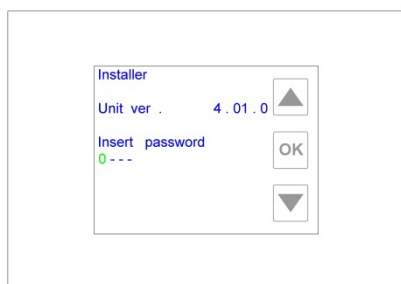 Installer
Unit ver . 4 . 01 . 0
Insert password
0 - - -
OK